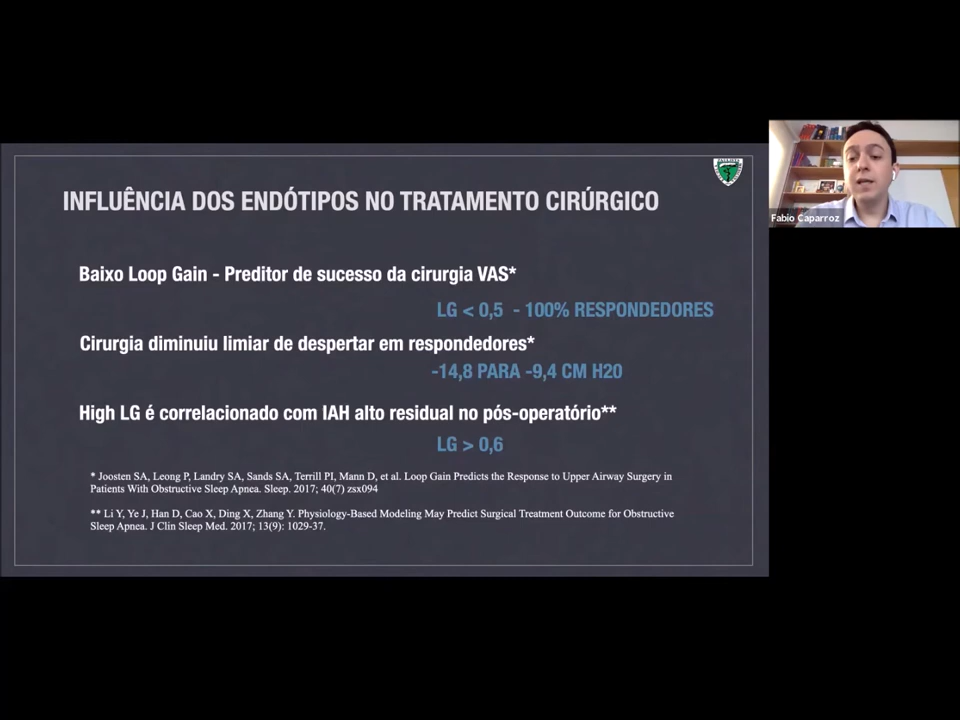 INFLUÊNCIA DOS ENDÓTIPOS NO TRATAMENTO CIRÚRGICO
Fabio Caparroz
Baixo Loop Gain - Preditor de sucesso da cirurgia VAS*
LG < 0,5 - 100% RESPONDEDORES
Cirurgia diminuiu limiar de despertar em respondedores*
-14,8 PARA -9,4 CM H20
High LG é correlacionado com IAH alto residual no pós-operatório**
LG > 0,6
* Joosten SA, Leong P, Landry SA, Sands SA, Terrill PI, Mann D, et al. Loop Gain Predicts the Response to Upper Airway Surgery in
Patients With Obstructive Sleep Apnea. Sleep. 2017; 40(7) zsx094
** Li Y, Ye J, Han D, Cao X, Ding X, Zhang Y. Physiology-Based Modeling May Predict Surgical Treatment Outcome for Obstructive
Sleep Apnea. J Clin Sleep Med. 2017; 13(9): 1029-37.